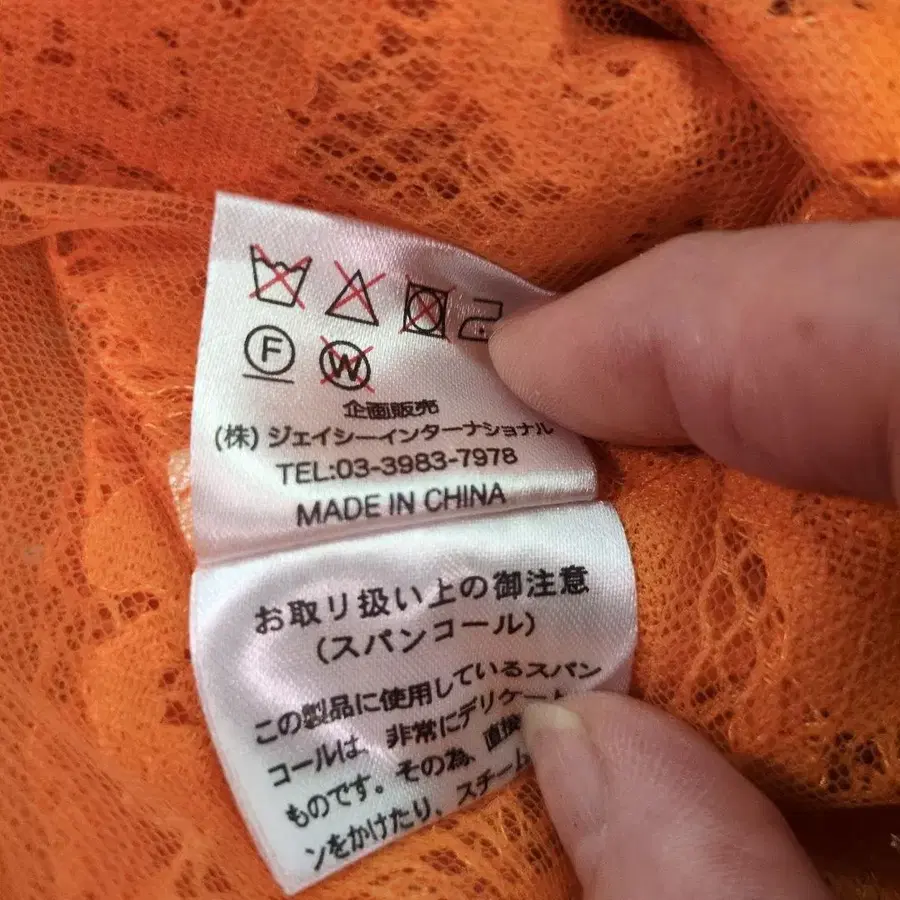 F W
企画販売
(株) ジェイシーインターナショナル
TEL:03-3983-7978
MADE IN CHINA
お取り扱い上の御注意
(スパンコール)
この製品に使用しているスパン
コールは、非常にデリケート
ものです。その為、直接
ンをかけたり、スチーム